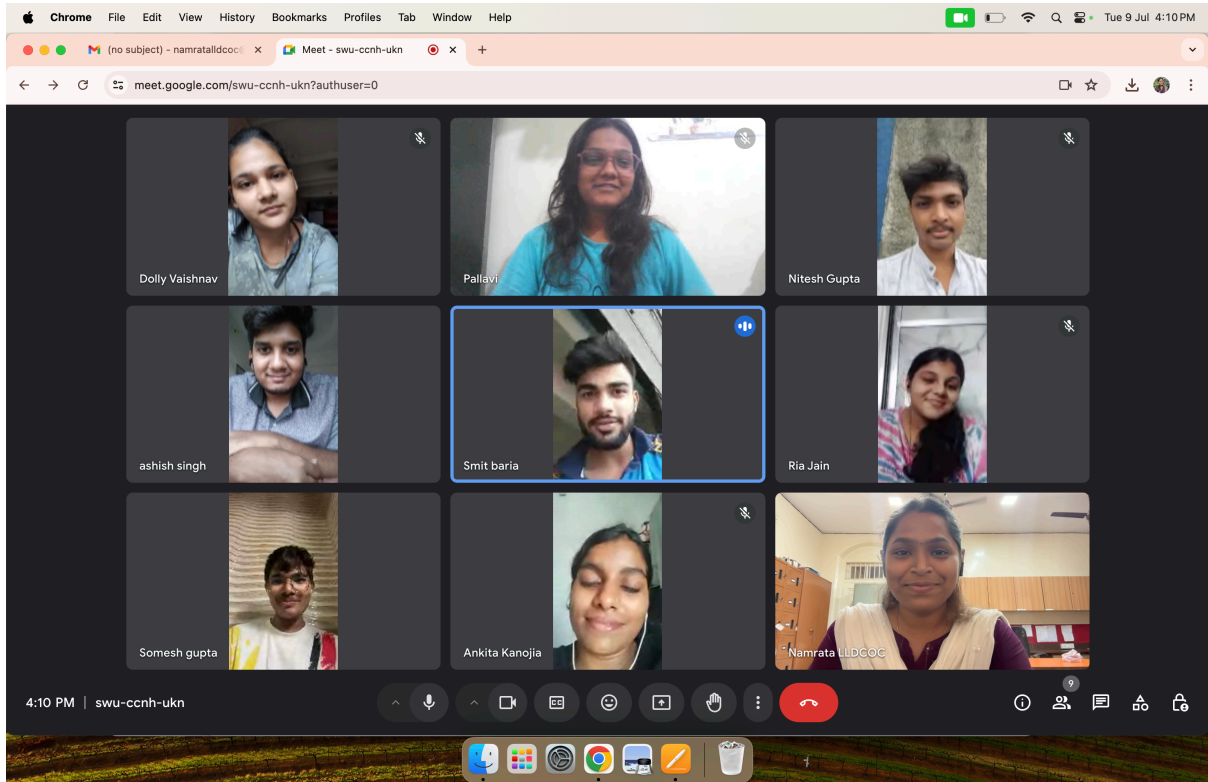 Chrome File Edit View History Bookmarks Profiles Tab Window Help Tue 9 Jul 4:10 PM
(no subject) - namratalldcoc@ Meet - swu-ccnh-ukn
meet.google.com/swu-ccnh-ukn?authuser=0
Dolly Vaishnav Pallavi Nitesh Gupta
ashish singh Smit baria Ria Jain
Somesh gupta Ankita Kanojia Namrata LLDCOC
4:10 PM | swu-ccnh-ukn CC 9